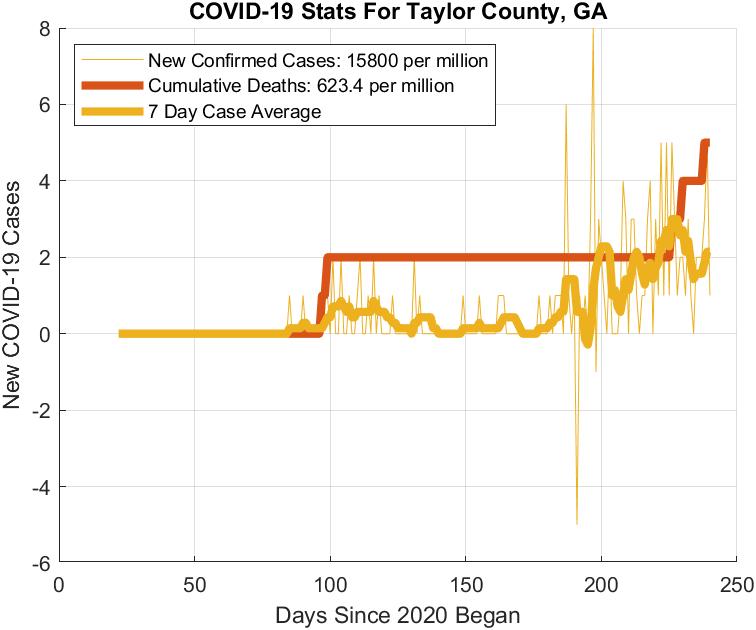 COVID-19 Stats For Taylor County, GA
8
New Confirmed Cases: 15800 per million
Cumulative Deaths: 623.4 per million
7 Day Case Average
6
4
2
0
-2
-4
-6
New COVID-19 Cases
0 50 100 150 200 250
Days Since 2020 Began